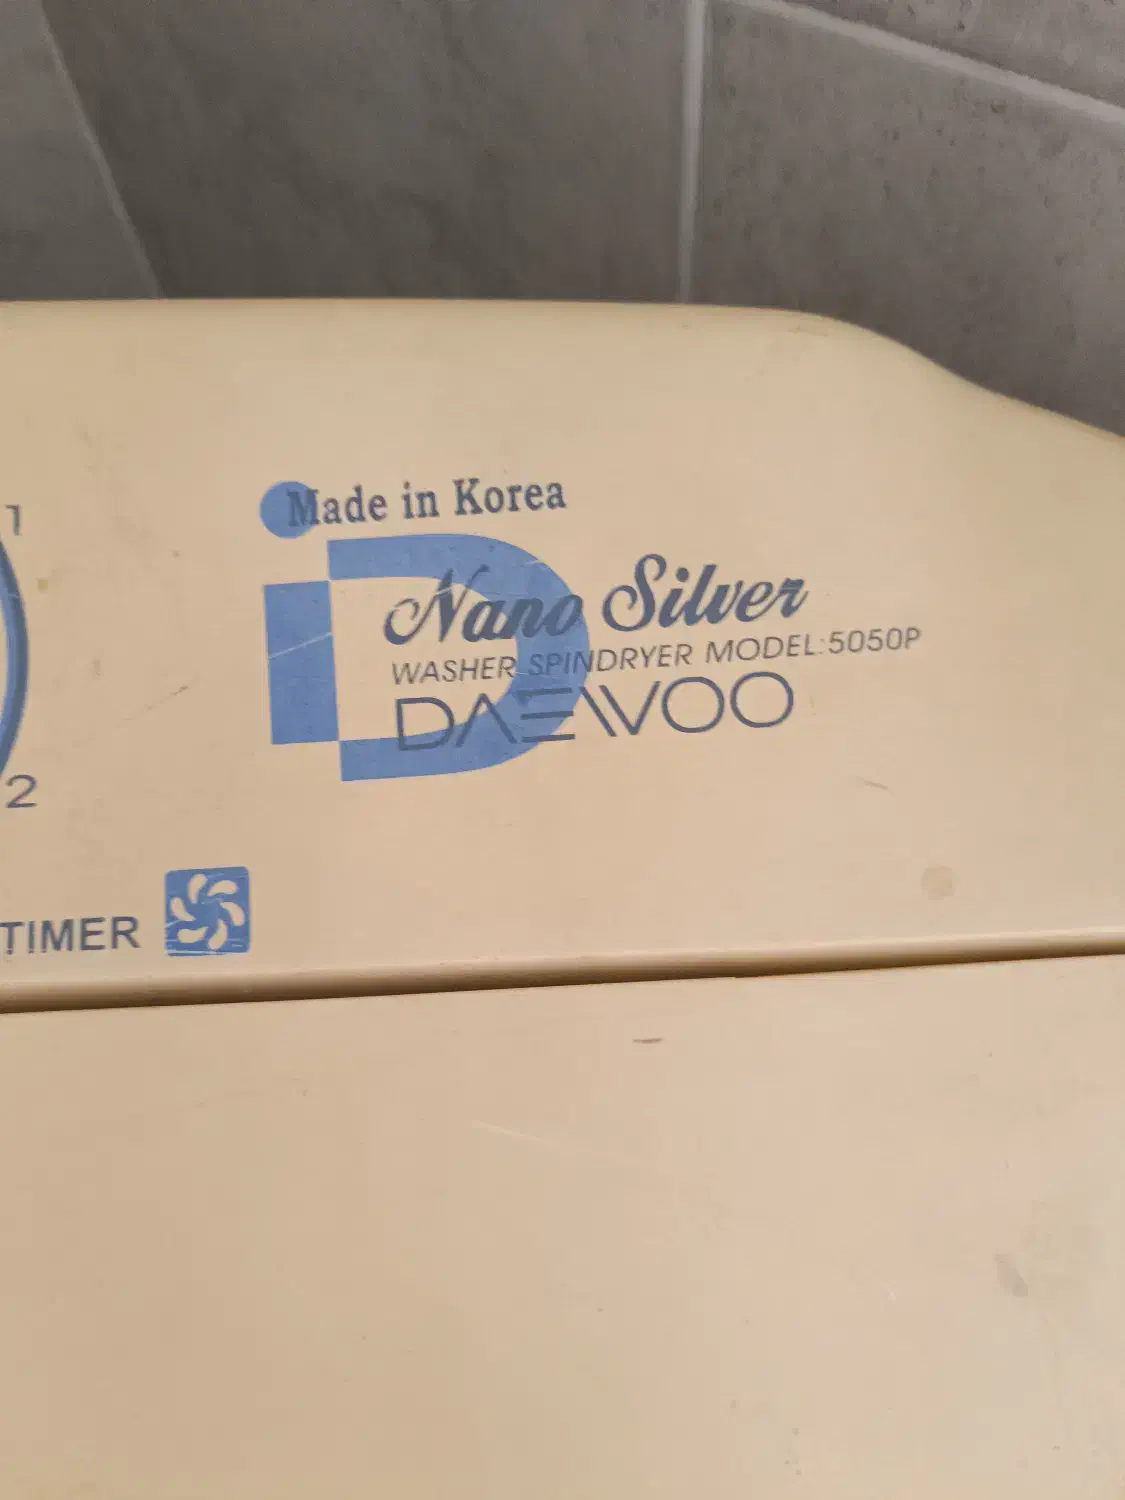 1
Made in Korea
Nano Silver
WASHER SPINDRYER MODEL:5050P
DAEWOO
2
TIMER